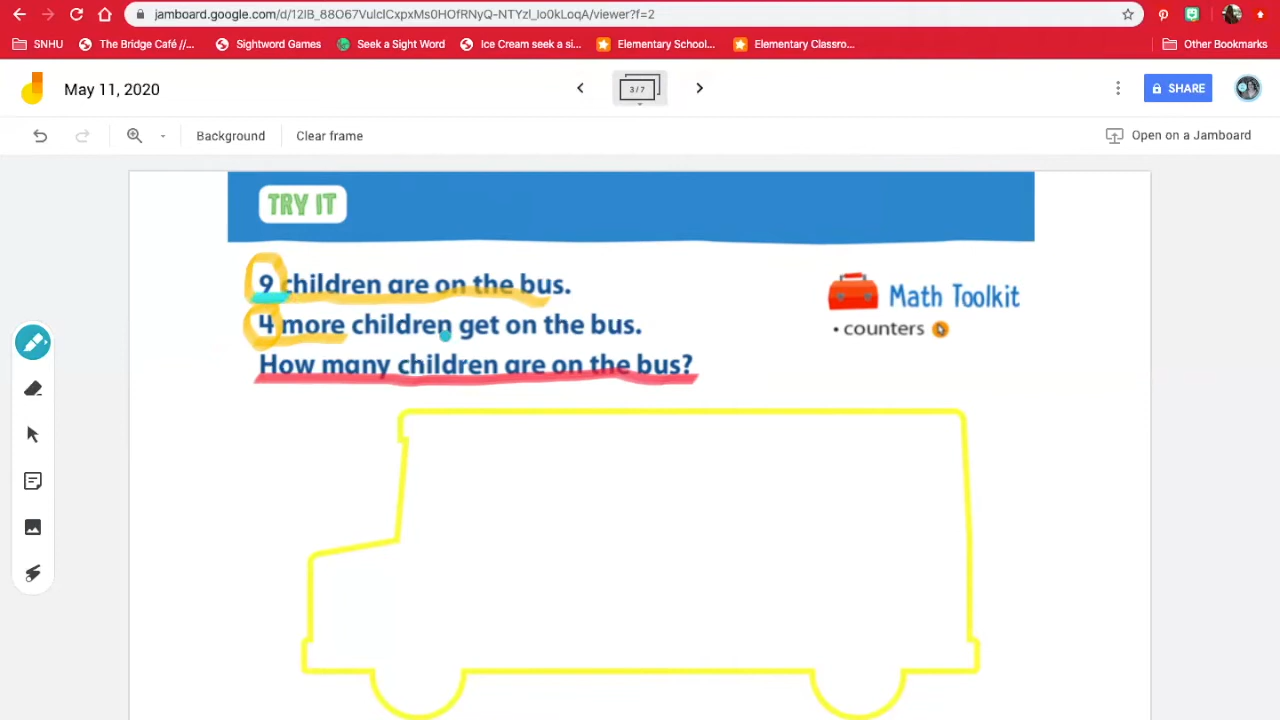 jamboard.google.com/d/12IB_88O67VulclCxpxMs0HOfRNyQ-NTYzl_lo0kLoqA/viewer?f=2
SNHU The Bridge Café //... Sightword Games Seek a Sight Word Ice Cream seek a si... Elementary School... Elementary Classro... Other Bookmarks
May 11, 2020 3 / 7 SHARE
Background Clear frame Open on a Jamboard
TRY IT
9 children are on the bus.
4 more children get on the bus.
How many children are on the bus?
Math Toolkit
• counters